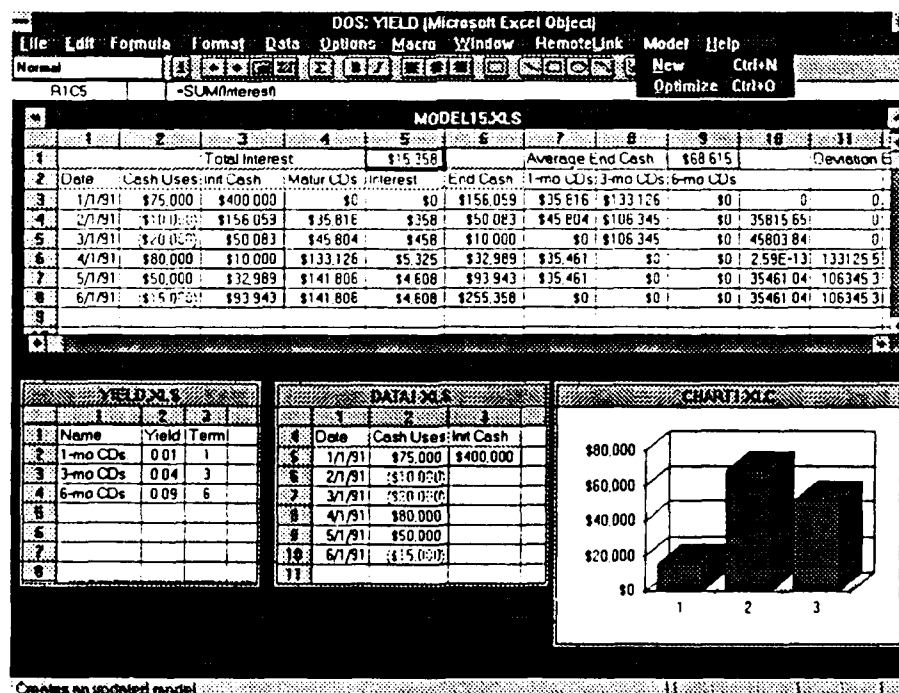 DOS: YIELD (Microsoft Excel Object)
File Edit Formula Format Data Options Macro Window RemoteLink Model Help
Normal
New Ctrl+N
Optimize Ctrl+O
R1C5 =SUM(Interest)
MODEL15.XLS
1 2 3 4 5 6 7 8 9 10 11
1 Total Interest $15.358 Average End Cash $68 615 Deviation E
2 Date Cash Uses Init Cash Matur CDs Interest End Cash 1-mo CDs 3-mo CDs 6-mo CDs
3 1/1/91 $75,000 $400 000 $0 $0 $156,059 $35 816 $133 126 $0 0 0
4 2/1/91 $156 059 $35 816 $358 $50 083 $45 804 $106 345 $0 35815 65 0
5 3/1/91 $50 083 $45 804 $458 $10 000 $0 $106 345 $0 45803 84 0
6 4/1/91 $80,000 $10 000 $133,126 $5,325 $32,989 $35,461 $0 $0 2.59E-13 133125 5
7 5/1/91 $50,000 $32 989 $141 806 $4,608 $93 943 $35,461 $0 $0 35461 04 106345 3
8 6/1/91 $93 943 $141 806 $4,608 $255,358 $0 $0 $0 35461 04 106345 3
9
YIELD.XLS
1 2 3
1 Name Yield Term
2 1-mo CDs 0 01 1
3 3-mo CDs 0 04 3
4 6-mo CDs 0 09 6
5
6
7
8
DATA1.XLS
1 2 3
4 Date Cash Uses Init Cash
5 1/1/91 $75,000 $400,000
6 2/1/91 ($10 000)
7 3/1/91
8 4/1/91 $80,000
9 5/1/91 $50,000
10 6/1/91 ($15 000)
11
CHART1.XLC
$80,000
$60,000
$40 000
$20 000
$0
1 2 3
Creates an updated model